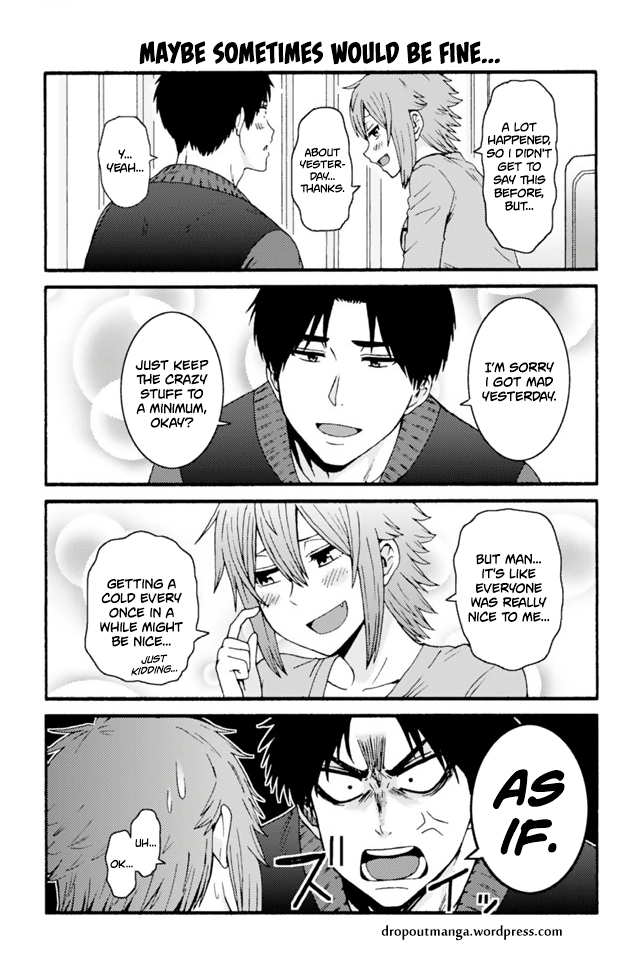 MAYBE SOMETIMES WOULD BE FINE...
A LOT
HAPPENED,
SO I DIDN'T
GET TO
SAY THIS
BEFORE,
BUT...
ABOUT
YESTER-
DAY...
THANKS.
Y...
YEAH...
I'M SORRY
I GOT MAD
YESTERDAY.
JUST KEEP
THE CRAZY
STUFF TO
A MINIMUM,
OKAY?
BUT MAN...
IT'S LIKE
EVERYONE
WAS REALLY
NICE TO ME...
GETTING A
COLD EVERY
ONCE IN A
WHILE MIGHT
BE NICE...
JUST
KIDDING...
AS
IF.
ズイッ
UH...
OK...
dropoutmanga.wordpress.com